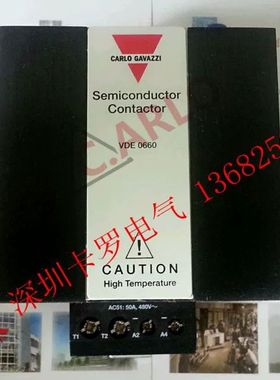 CARLO GAVAZZI
Semiconductor
Contactor
VDE 0660
C.ARL
深圳卡罗电气 136825
CAUTION
High Temperature
AC51: 50A, 480V~
T1 T2 A2 A4